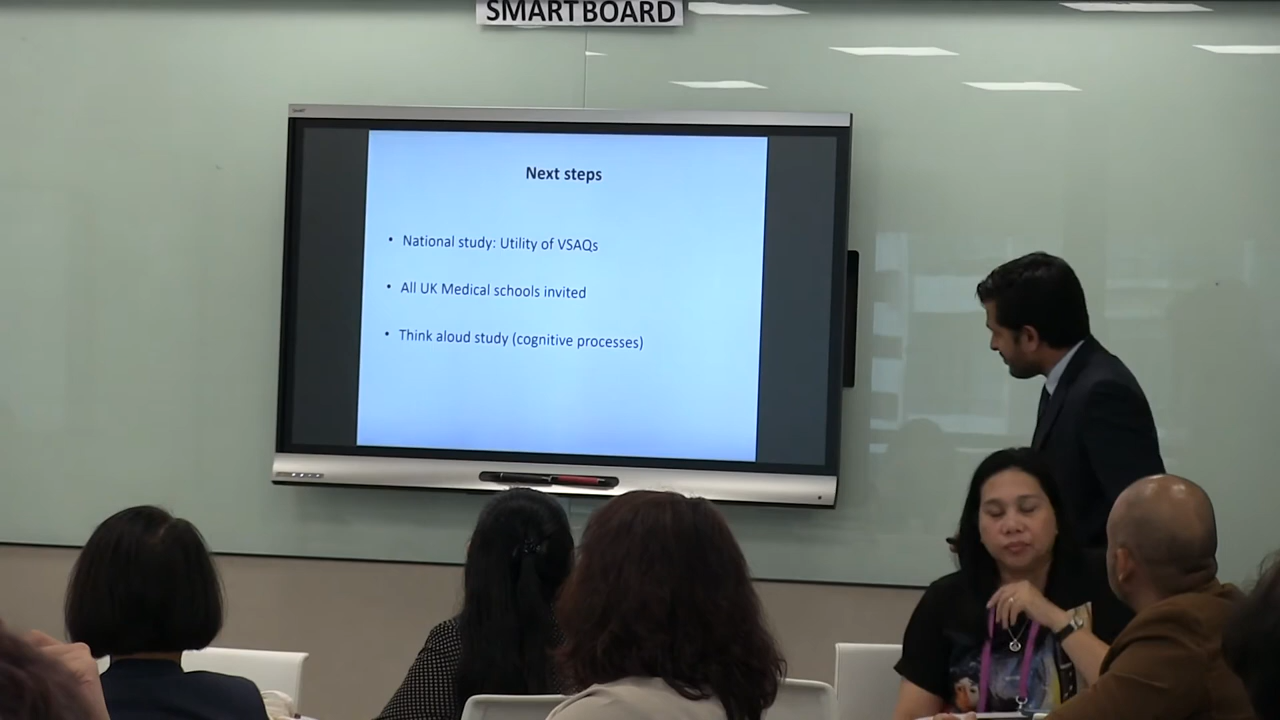 SMARTBOARD
Next steps
• National study: Utility of VSAQs
• All UK Medical schools invited
• Think aloud study (cognitive processes)